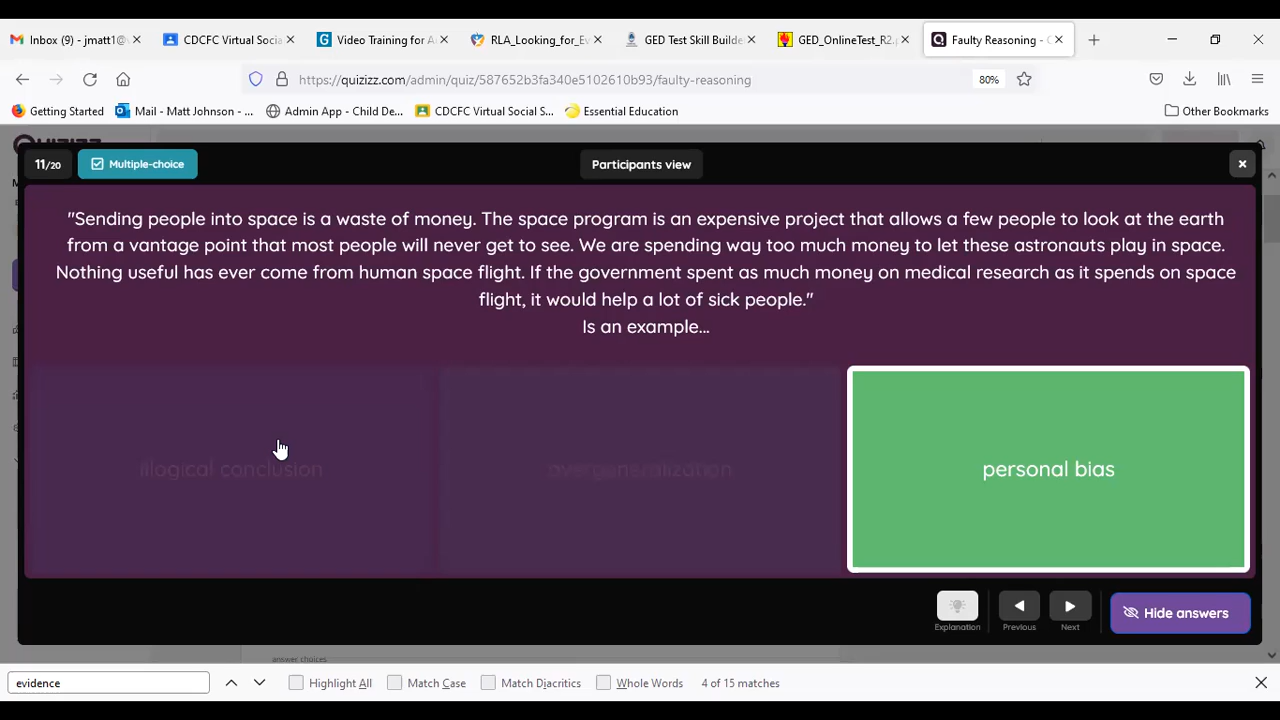 Inbox (9) - jmatt1@
CDCFC Virtual Social S
Video Training for A
RLA_Looking_for_Ev
GED Test Skill Builde
GED_OnlineTest_R2.p
Faulty Reasoning - Q
https://quizizz.com/admin/quiz/587652b3fa340e5102610b93/faulty-reasoning
80%
Getting Started
Mail - Matt Johnson - ...
Admin App - Child De...
CDCFC Virtual Social S...
Essential Education
Other Bookmarks
11/20
Multiple-choice
Participants view
"Sending people into space is a waste of money. The space program is an expensive project that allows a few people to look at the earth
from a vantage point that most people will never get to see. We are spending way too much money to let these astronauts play in space.
Nothing useful has ever come from human space flight. If the government spent as much money on medical research as it spends on space
flight, it would help a lot of sick people."
Is an example...
illogical conclusion
overgeneralization
personal bias
Explanation
Previous
Next
Hide answers
answer choices
evidence
Highlight All
Match Case
Match Diacritics
Whole Words
4 of 15 matches